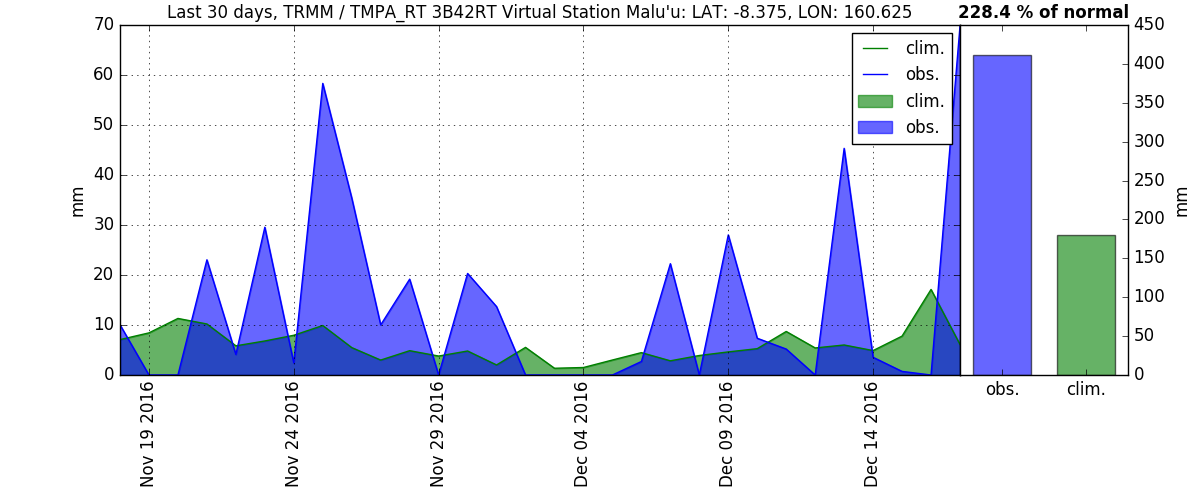 Last 30 days, TRMM / TMPA_RT 3B42RT Virtual Station Malu'u: LAT: -8.375, LON: 160.625
228.4 % of normal
70
60
50
40
30
20
10
0
mm
clim.
obs.
clim.
obs.
450
400
350
300
250
200
150
100
50
0
mm
Nov 19 2016
Nov 24 2016
Nov 29 2016
Dec 04 2016
Dec 09 2016
Dec 14 2016
obs.
clim.